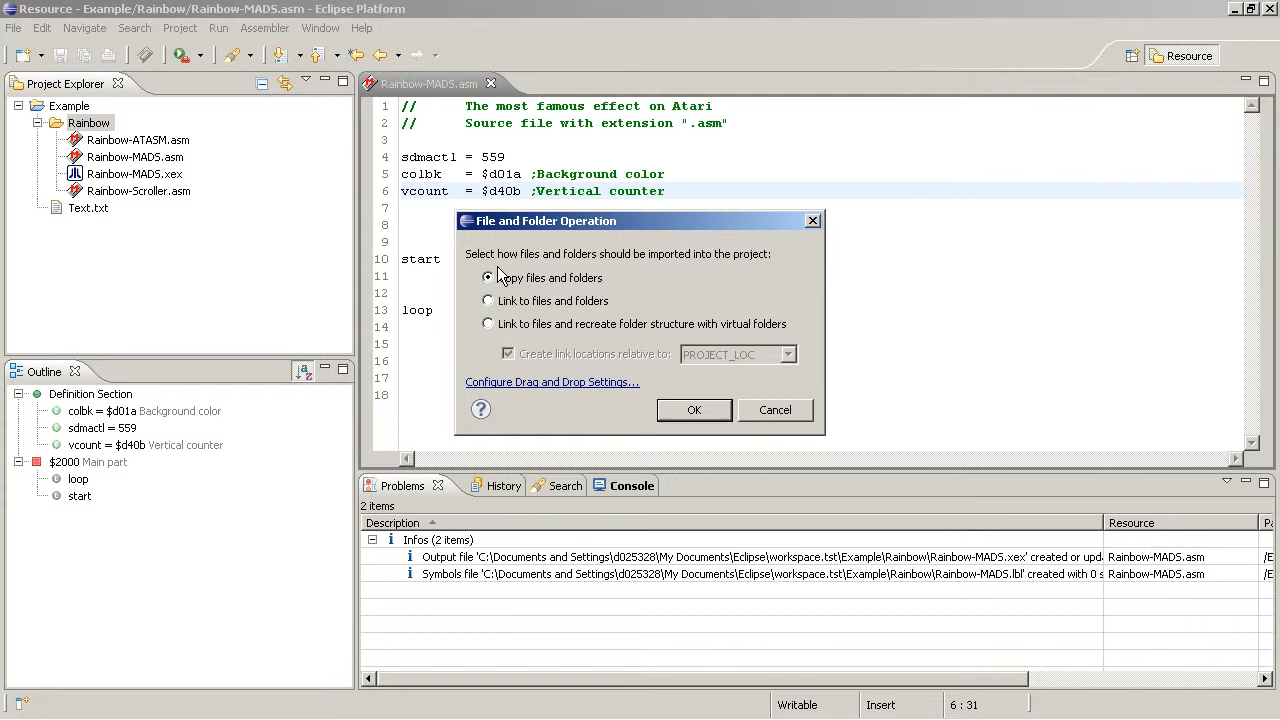 Resource - Example/Rainbow/Rainbow-MADS.asm - Eclipse Platform
File Edit Navigate Search Project Run Assembler Window Help
Resource
Project Explorer
Example
Rainbow
Rainbow-ATASM.asm
Rainbow-MADS.asm
Rainbow-MADS.xex
Rainbow-Scroller.asm
Text.txt
Rainbow-MADS.asm
1 // The most famous effect on Atari
2 // Source file with extension ".asm"
3
4 sdmactl = 559
5 colbk = $d01a ;Background color
6 vcount = $d40b ;Vertical counter
7
8
9
10 start
11
12
13 loop
14
15
16
17
18
File and Folder Operation
Select how files and folders should be imported into the project:
files and folders
Link to files and folders
Link to files and recreate folder structure with virtual folders
Create link locations relative to: PROJECT_LOC
Configure Drag and Drop Settings...
? OK Cancel
Outline
Definition Section
colbk = $d01a Background color
sdmactl = 559
vcount = $d40b Vertical counter
$2000 Main part
loop
start
Problems History Search Console
2 items
Description Resource
Infos (2 items)
Output file 'C:\Documents and Settings\d025328\My Documents\Eclipse\workspace.tst\Example\Rainbow\Rainbow-MADS.xex' created or upd Rainbow-MADS.asm /E
Symbols file 'C:\Documents and Settings\d025328\My Documents\Eclipse\workspace.tst\Example\Rainbow\Rainbow-MADS.lbl' created with 0 s Rainbow-MADS.asm /E
Writable Insert 6 : 31